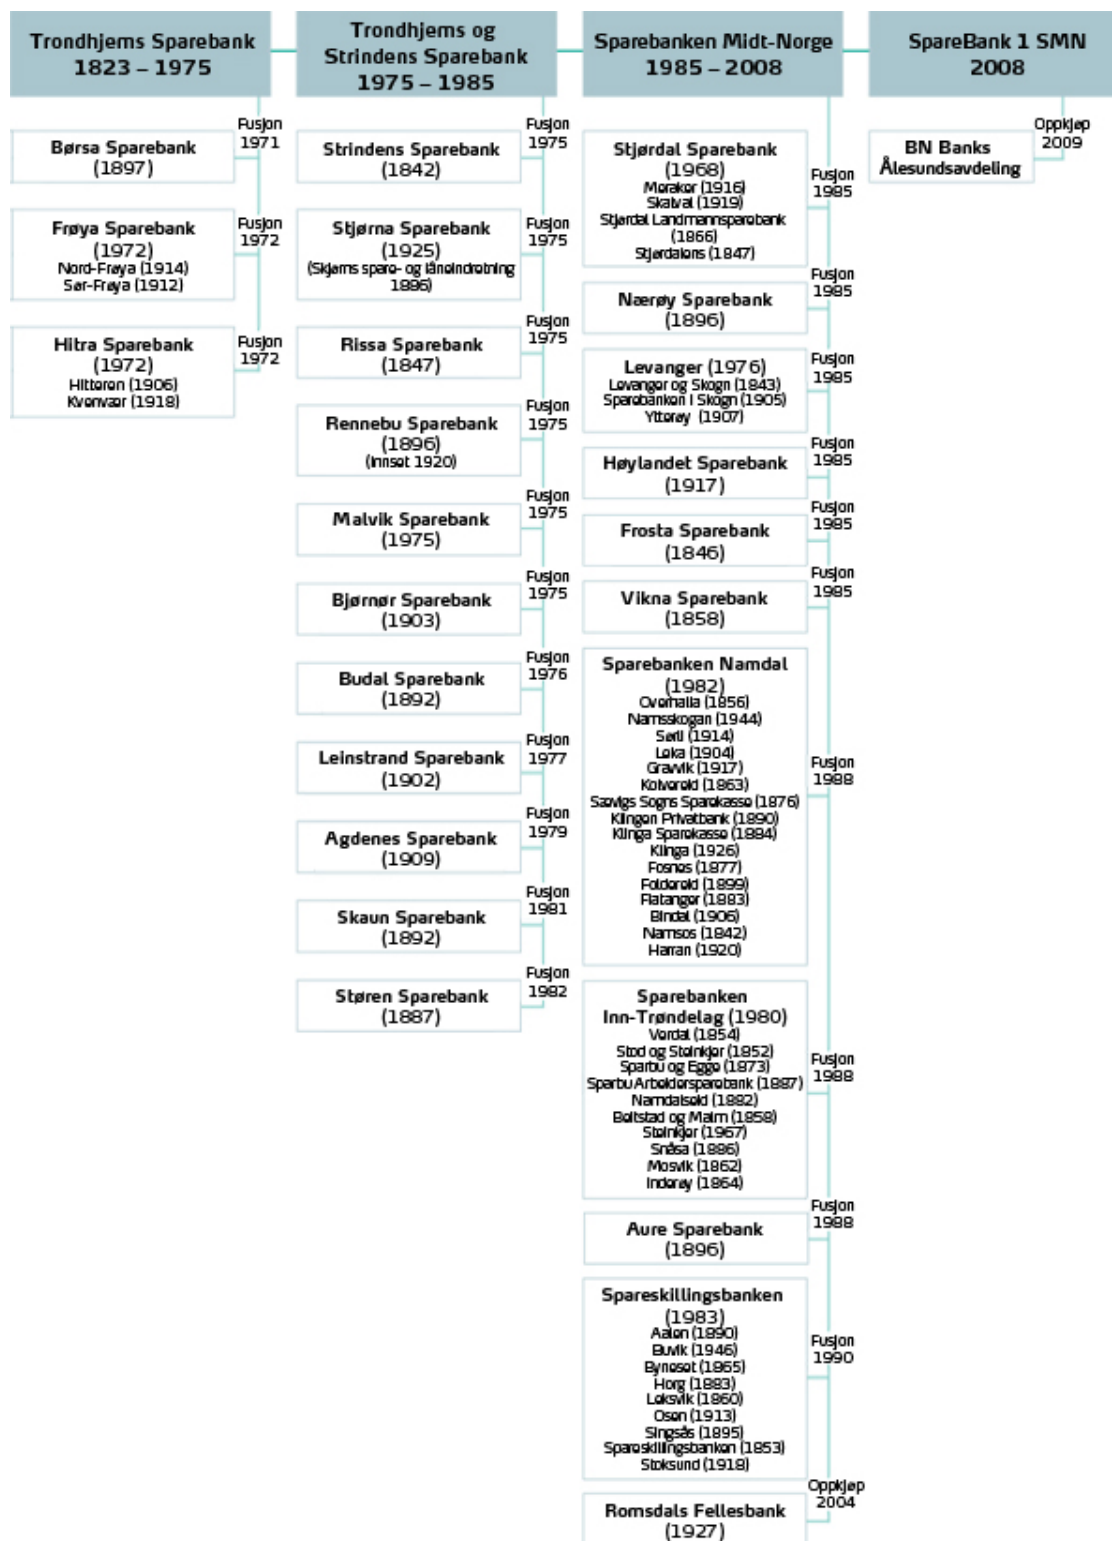 Trondhjems Sparebank
1823 – 1975
Fusjon
1971
Børsa Sparebank
(1897)
Fusjon
1972
Frøya Sparebank
(1972)
Nord-Frøya (1914)
Sør-Frøya (1912)
Fusjon
1972
Hitra Sparebank
(1972)
Hitteren (1906)
Kvenvær (1918)
Trondhjems og
Strindens Sparebank
1975 – 1985
Fusjon
1975
Strindens Sparebank
(1842)
Fusjon
1975
Stjørna Sparebank
(1925)
(Skjørns spare- og låneindretning
1886)
Fusjon
1975
Rissa Sparebank
(1847)
Fusjon
1975
Rennebu Sparebank
(1896)
(Innset 1920)
Fusjon
1975
Malvik Sparebank
(1975)
Fusjon
1975
Bjørnør Sparebank
(1903)
Fusjon
1976
Budal Sparebank
(1892)
Fusjon
1977
Leinstrand Sparebank
(1902)
Fusjon
1979
Agdenes Sparebank
(1909)
Fusjon
1981
Skaun Sparebank
(1892)
Fusjon
1982
Støren Sparebank
(1887)
Sparebanken Midt-Norge
1985 – 2008
Stjørdal Sparebank
(1968)
Meraker (1916)
Skatval (1919)
Stjørdal Landmannsparebank
(1866)
Stjørdalens (1847)
Fusjon
1985
Nærøy Sparebank
(1896)
Fusjon
1985
Levanger (1976)
Levanger og Skogn (1843)
Sparebanken i Skogn (1905)
Ytterøy (1907)
Fusjon
1985
Høylandet Sparebank
(1917)
Fusjon
1985
Frosta Sparebank
(1846)
Fusjon
1985
Vikna Sparebank
(1858)
Fusjon
1985
Sparebanken Namdal
(1982)
Overhalla (1856)
Namsskogan (1944)
Sørli (1914)
Leka (1904)
Gravvik (1917)
Kolvereid (1863)
Sævigs Sogns Sparekasse (1876)
Klingen Privatbank (1890)
Klinga Sparekasse (1884)
Klinga (1926)
Fosnes (1877)
Foldereid (1899)
Flatanger (1883)
Bindal (1906)
Namsos (1842)
Harran (1920)
Fusjon
1988
Sparebanken
Inn-Trøndelag (1980)
Verdal (1854)
Stod og Steinkjer (1852)
Sparbu og Egge (1873)
Sparbu Arbeidersparebank (1887)
Namdalseid (1882)
Beitstad og Malm (1858)
Steinkjer (1967)
Snåsa (1886)
Mosvik (1862)
Inderøy (1864)
Fusjon
1988
Aure Sparebank
(1896)
Fusjon
1988
Spareskillingsbanken
(1983)
Aalen (1890)
Buvik (1946)
Byneset (1865)
Horg (1883)
Leksvik (1860)
Osen (1913)
Singsås (1895)
Spareskillingsbanken (1853)
Stoksund (1918)
Fusjon
1990
Romsdals Fellesbank
(1927)
Oppkjøp
2004
SpareBank 1 SMN
2008
Oppkjøp
2009
BN Banks
Ålesundsavdeling